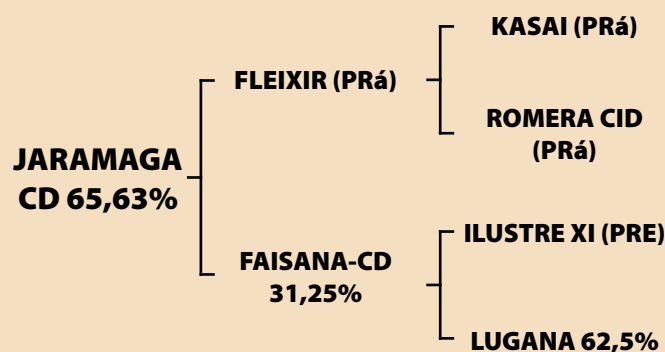 JARAMAGA
CD 65,63%
FLEIXIR (PRá)
FAISANA-CD
31,25%
KASAI (PRá)
ROMERA CID
(PRá)
ILUSTRE XI (PRE)
LUGANA 62,5%